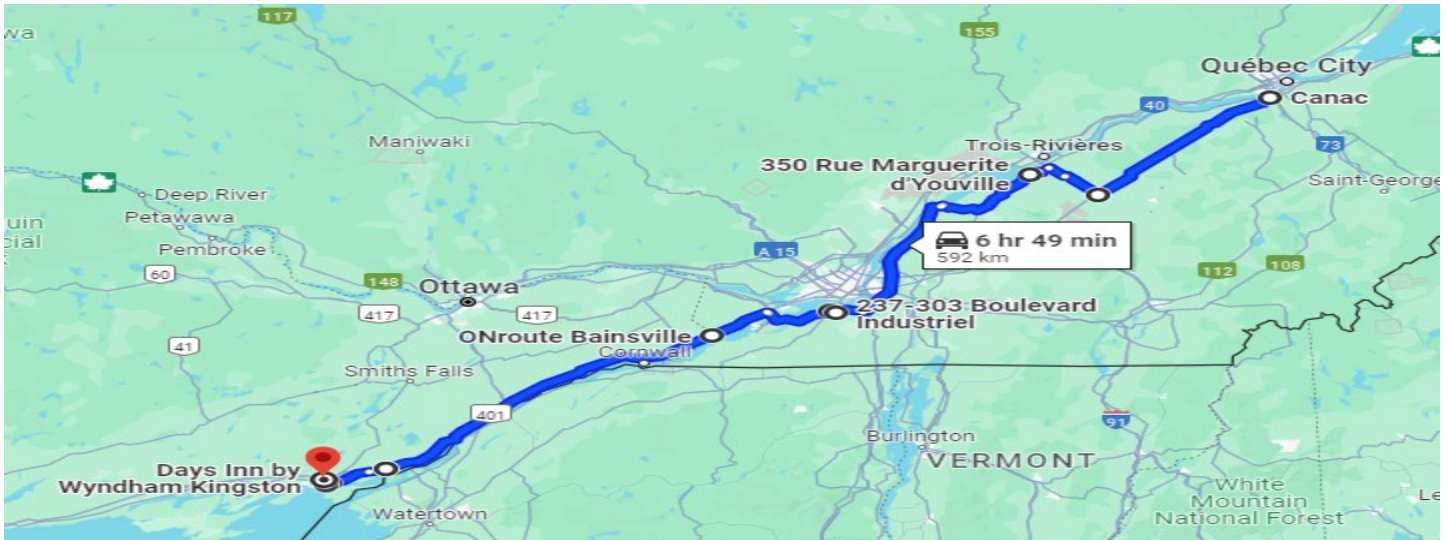 117
155
wa
Québec City
Canac
40
Maniwaki
Trois-Rivières
73
350 Rue Marguerite
d'Youville
Deep River
Saint-George
Petawawa
uin
cial
Pembroke
6 hr 49 min
592 km
A 15
60
148
112
108
Ottawa
417
417
237-303 Boulevard
Industriel
ONroute Bainsville
Cornwall
41
Smiths Falls
401
91
Burlington
VERMONT
Days Inn by
Wyndham Kingston
White
Mountain
National Forest
Le
Watertown